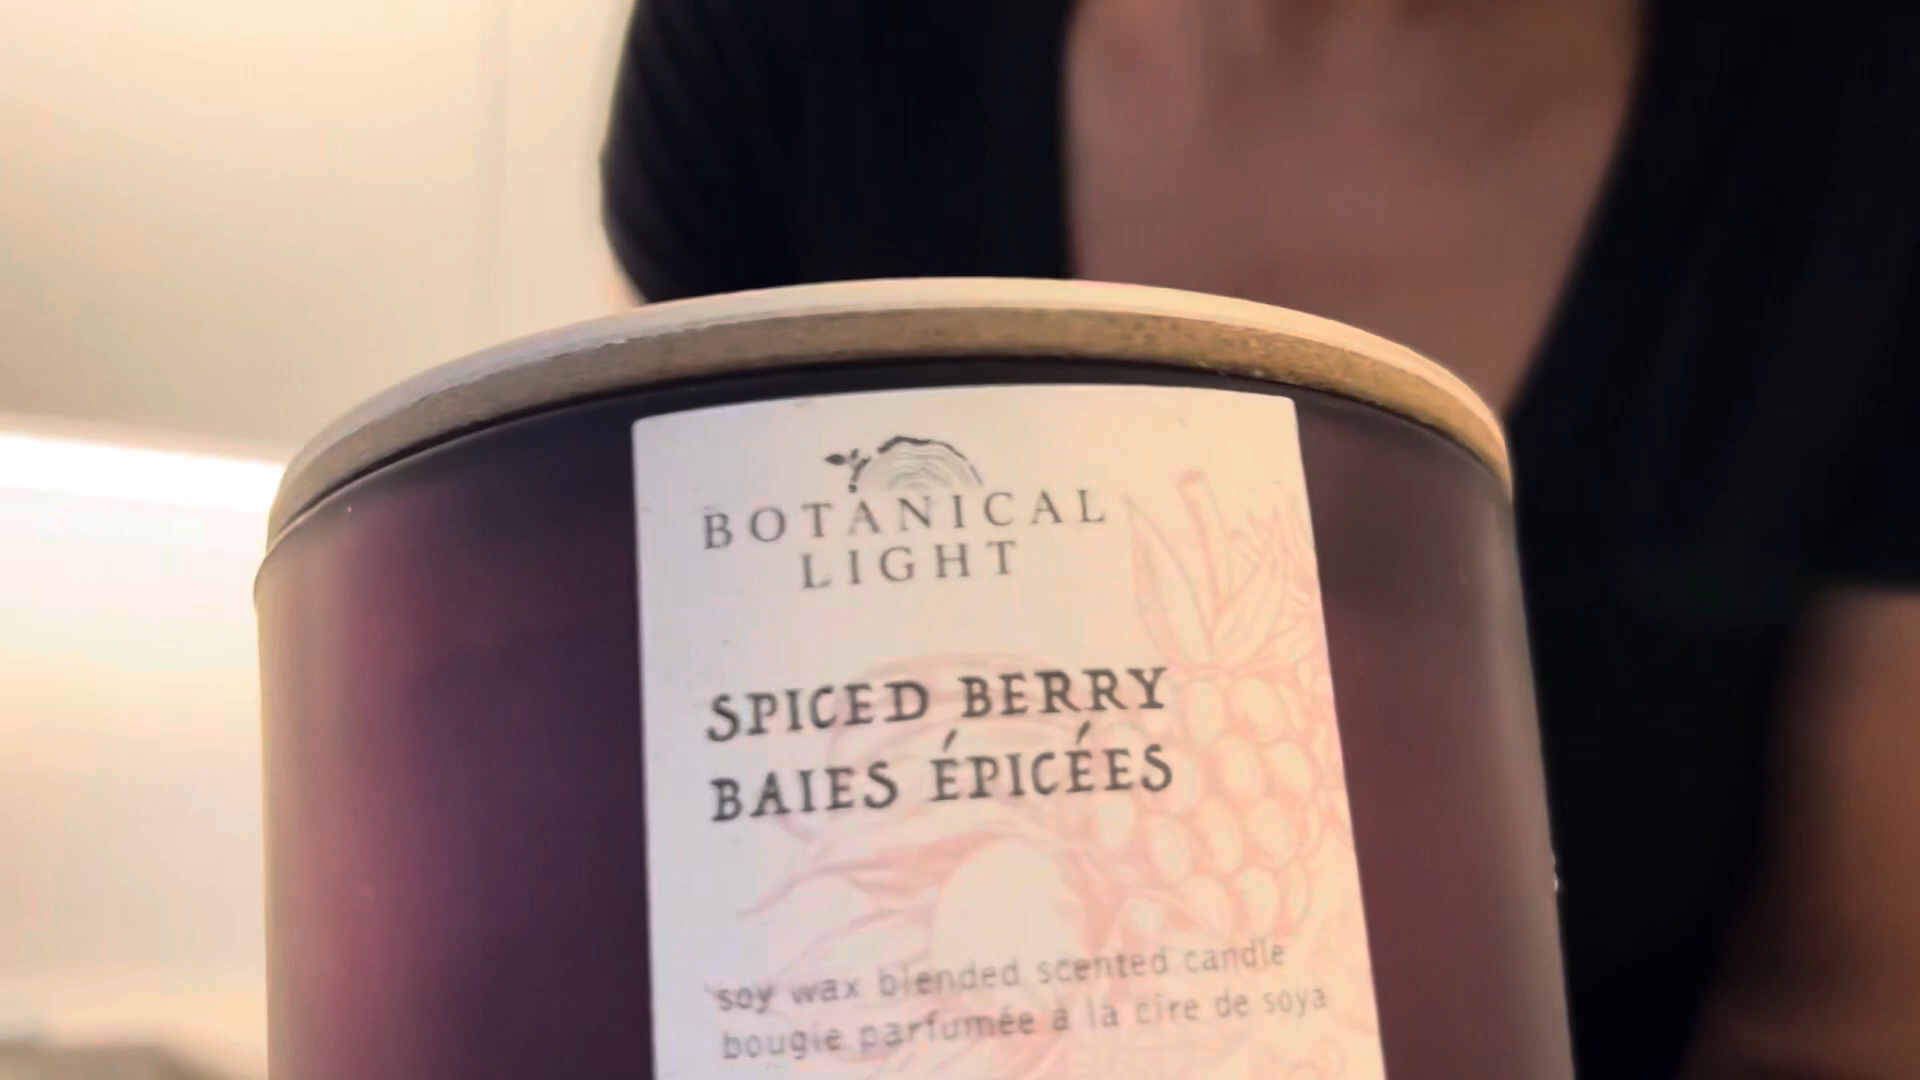 BOTANICAL
LIGHT
SPICED BERRY
BAIES ÉPICÉES
soy wax blended scented candle
bougie parfumée à la cire de soya